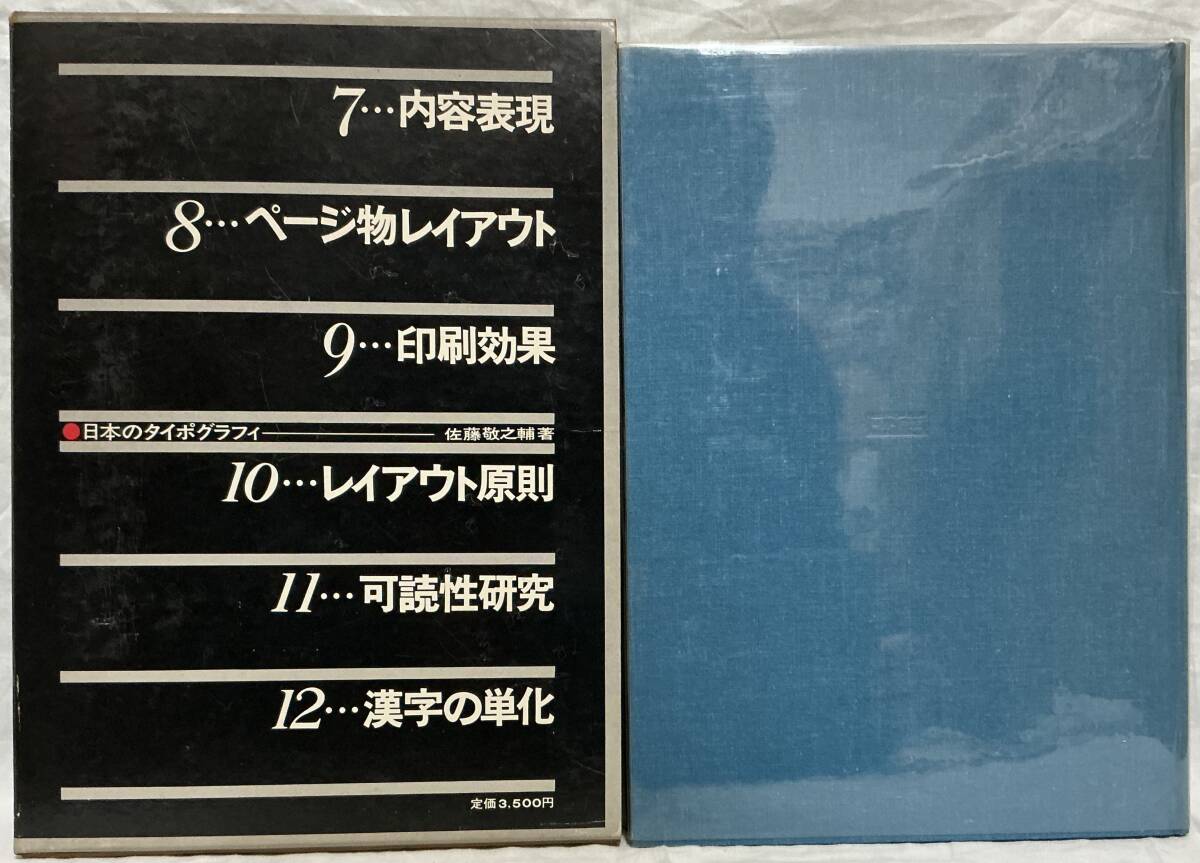 7…内容表現
8…ページ物レイアウト
9…印刷効果
●日本のタイポグラフィ――― 佐藤敬之輔著
10…レイアウト原則
11…可読性研究
12…漢字の単化
定価3,500円